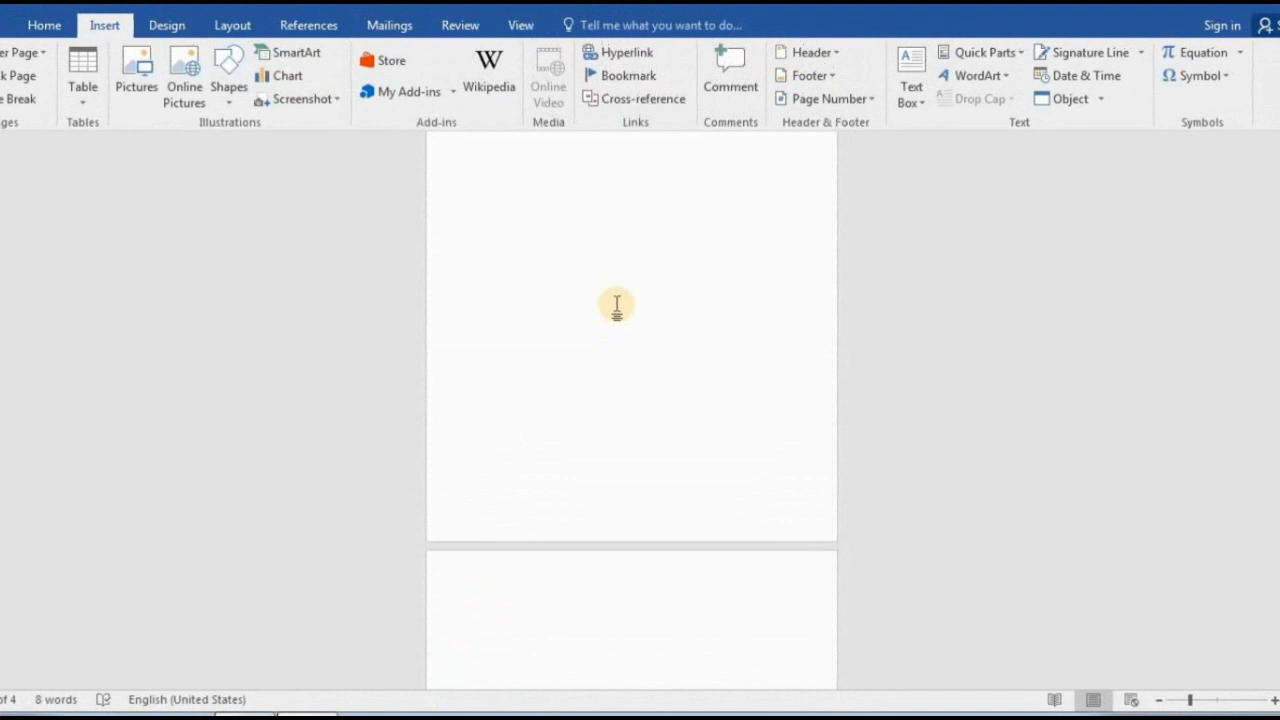 Home Insert Design Layout References Mailings Review View Tell me what you want to do... Sign in
er Page
k Page
e Break
ges
Table
Tables
Pictures
Online Pictures
Shapes
SmartArt
Chart
Screenshot
Illustrations
Store
My Add-ins
W
Wikipedia
Add-ins
Online Video
Media
Hyperlink
Bookmark
Cross-reference
Links
Comment
Comments
Header
Footer
Page Number
Header & Footer
A
Text Box
Quick Parts
WordArt
Drop Cap
Signature Line
Date & Time
Object
Text
π Equation
Ω Symbol
Symbols
of 4 8 words English (United States)